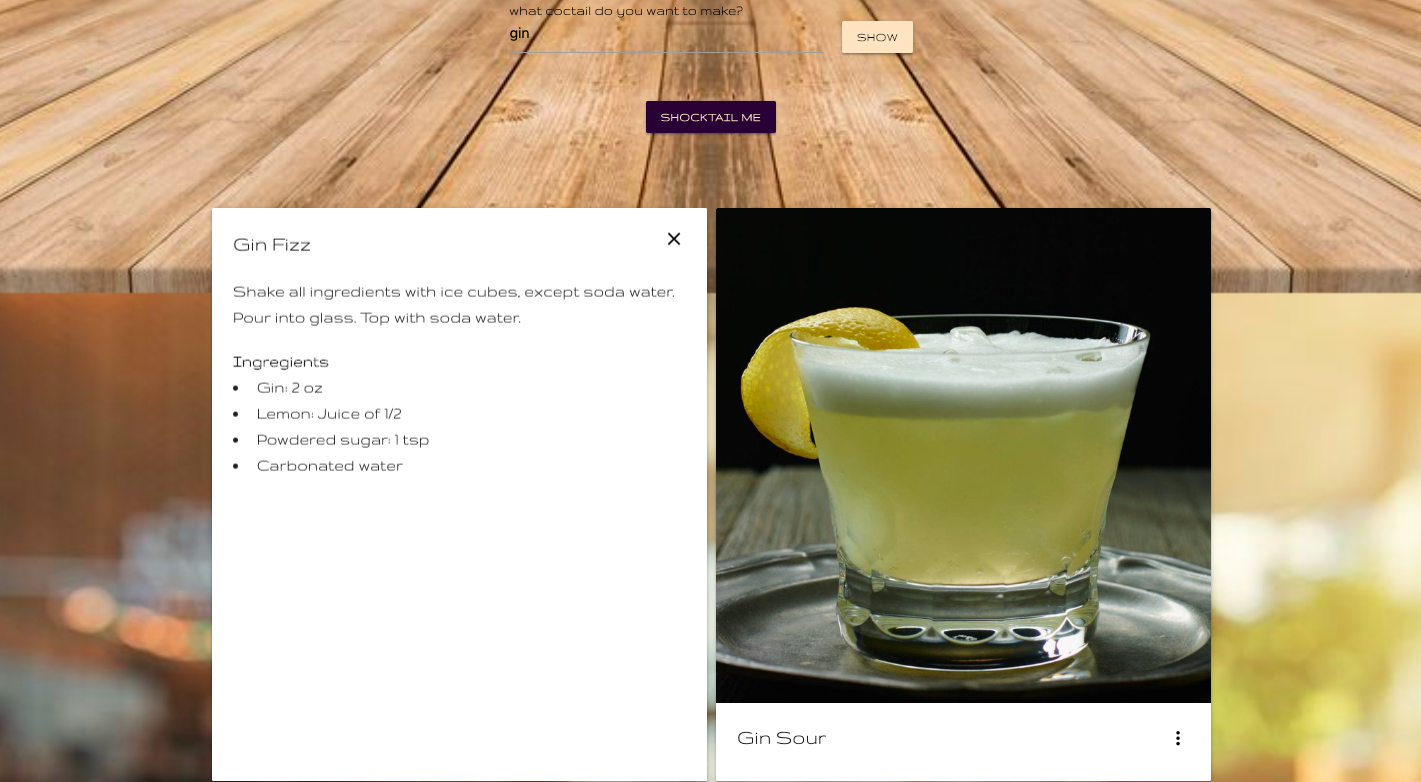 what coctail do you want to make?
gin
SHOW
SHOCKTAIL ME
Gin Fizz
Shake all ingredients with ice cubes, except soda water.
Pour into glass. Top with soda water.
Ingregients
Gin: 2 oz
Lemon: Juice of 1/2
Powdered sugar: 1 tsp
Carbonated water
Gin Sour